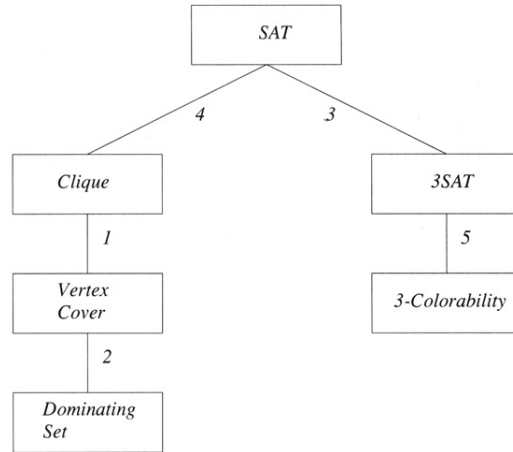 SAT
4
3
Clique
3SAT
1
5
Vertex
Cover
3-Colorability
2
Dominating
Set